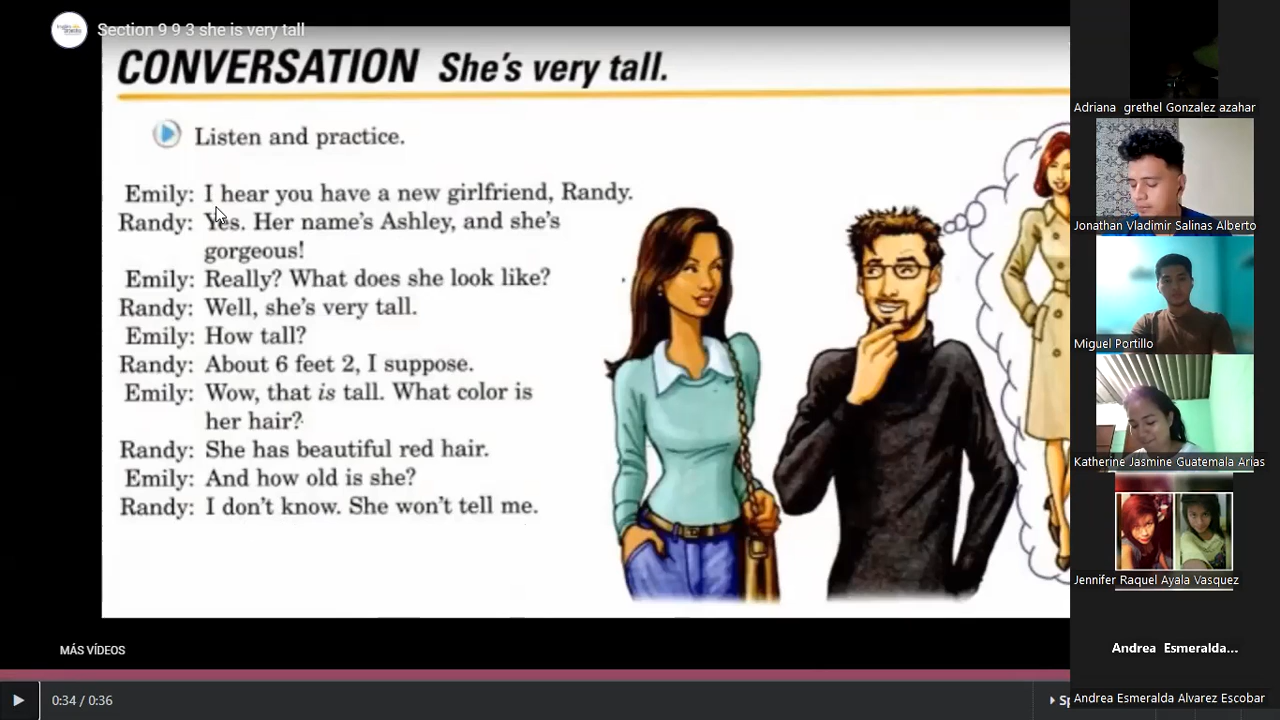 Section 9 9 3 she is very tall
CONVERSATION She's very tall.
Listen and practice.
Emily: I hear you have a new girlfriend, Randy.
Randy: Yes. Her name's Ashley, and she's
gorgeous!
Emily: Really? What does she look like?
Randy: Well, she's very tall.
Emily: How tall?
Randy: About 6 feet 2, I suppose.
Emily: Wow, that is tall. What color is
her hair?
Randy: She has beautiful red hair.
Emily: And how old is she?
Randy: I don't know. She won't tell me.
MÁS VÍDEOS
0:34 / 0:36
Adriana grethel Gonzalez azahar
Jonathan Vladimir Salinas Alberto
Miguel Portillo
Katherine Jasmine Guatemala Arias
Jennifer Raquel Ayala Vasquez
Andrea Esmeralda...
Andrea Esmeralda Alvarez Escobar